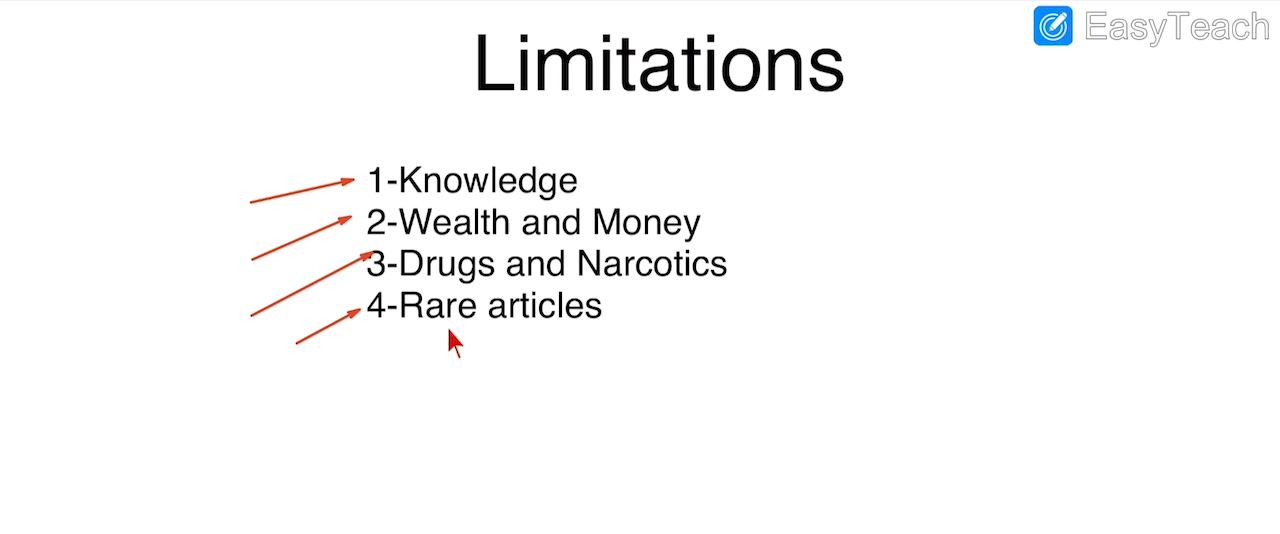 EasyTeach
Limitations
1-Knowledge
2-Wealth and Money
3-Drugs and Narcotics
4-Rare articles